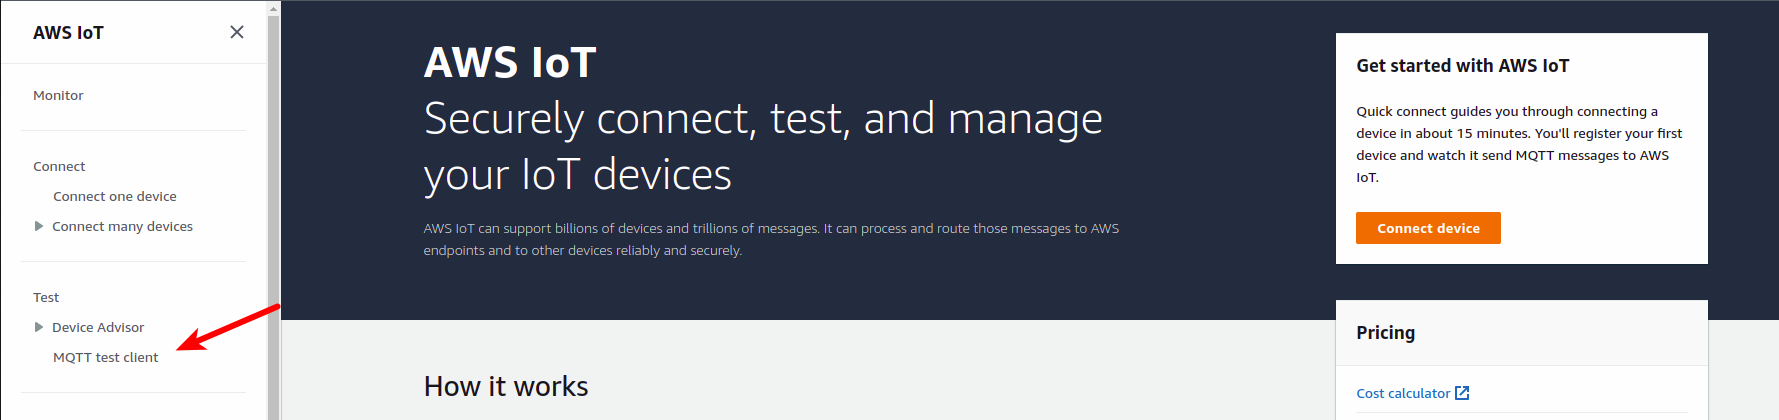 AWS IoT
Monitor
Connect
Connect one device
Connect many devices
Test
Device Advisor
MQTT test client
AWS IoT
Securely connect, test, and manage
your IoT devices
AWS IoT can support billions of devices and trillions of messages. It can process and route those messages to AWS
endpoints and to other devices reliably and securely.
How it works
Get started with AWS IoT
Quick connect guides you through connecting a
device in about 15 minutes. You'll register your first
device and watch it send MQTT messages to AWS
IoT.
Connect device
Pricing
Cost calculator